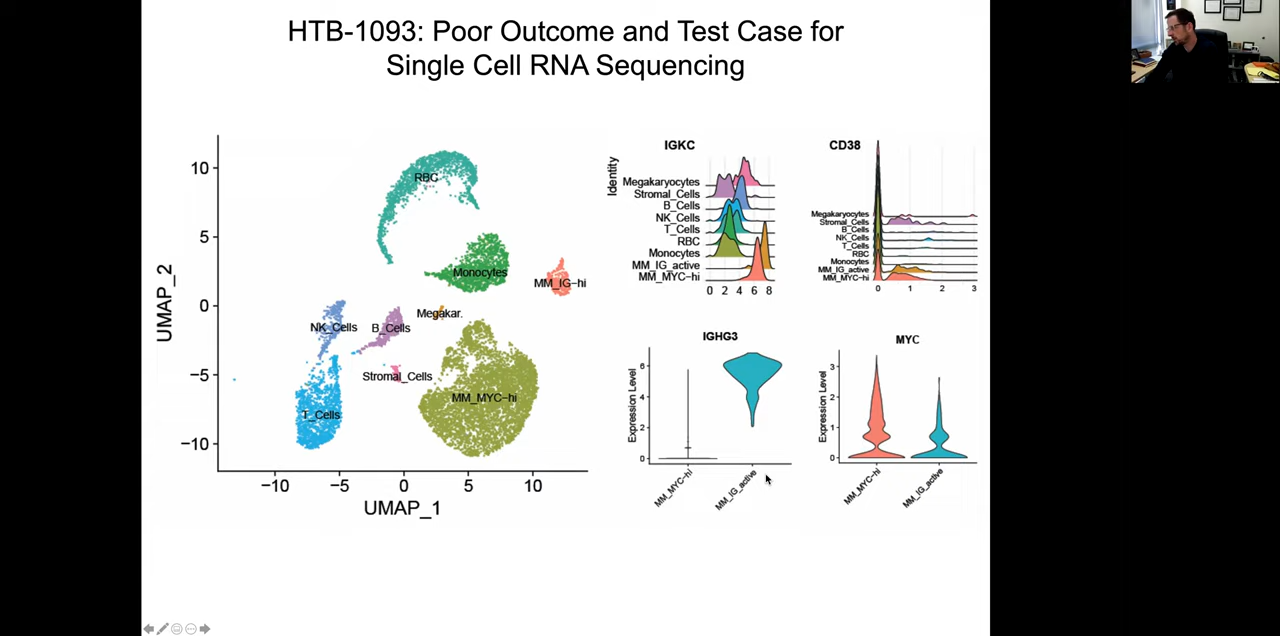 HTB-1093: Poor Outcome and Test Case for
Single Cell RNA Sequencing
UMAP_2
10
5
0
−5
−10
RBC
Monocytes
MM_IG−hi
Megakar.
NK_Cells
B_Cells
Stromal_Cells
MM_MYC−hi
T_Cells
−10
−5
0
5
10
UMAP_1
IGKC
Identity
Megakaryocytes
Stromal_Cells
B_Cells
NK_Cells
T_Cells
RBC
Monocytes
MM_IG_active
MM_MYC-hi
0 2 4 6 8
CD38
Megakaryocytes
Stromal_Cells
B_Cells
NK_Cells
T_Cells
RBC
Monocytes
MM_IG_active
MM_MYC-hi
0 1 2 3
IGHG3
Expression Level
6
4
2
0
MM_MYC-hi
MM_IG_active
MYC
Expression Level
3
2
1
0
MM_MYC-hi
MM_IG_active